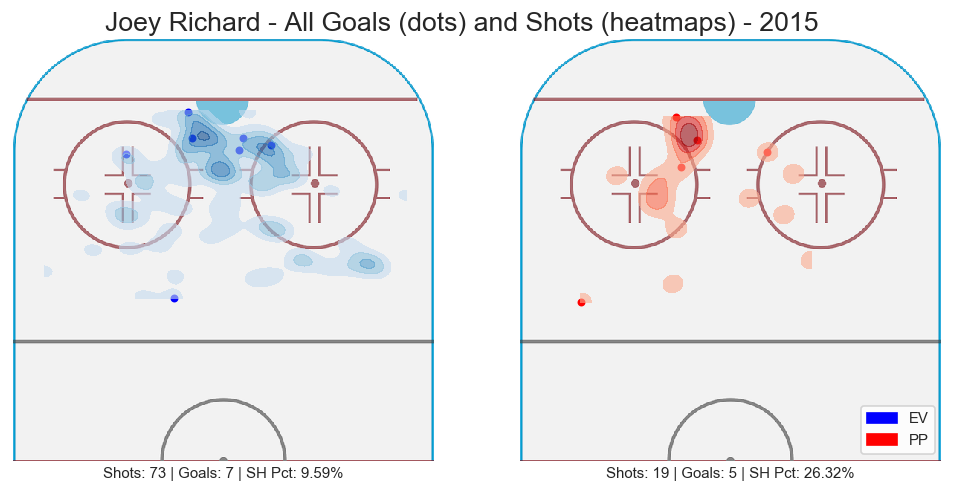 Joey Richard - All Goals (dots) and Shots (heatmaps) - 2015
EV
PP
Shots: 73 | Goals: 7 | SH Pct: 9.59%
Shots: 19 | Goals: 5 | SH Pct: 26.32%